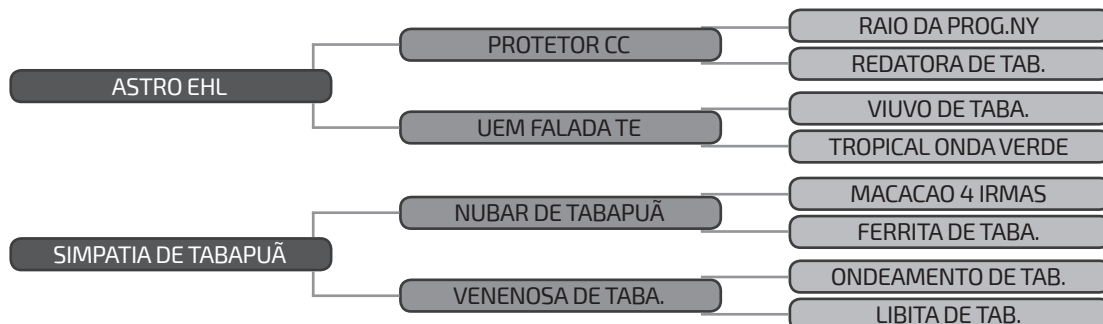 RAIO DA PROG.NY
PROTETOR CC
REDATORA DE TAB.
ASTRO EHL
VIUVO DE TABA.
UEM FALADA TE
TROPICAL ONDA VERDE
MACACAO 4 IRMAS
NUBAR DE TABAPUÃ
FERRITA DE TABA.
SIMPATIA DE TABAPUÃ
ONDEAMENTO DE TAB.
VENENOSA DE TABA.
LIBITA DE TAB.